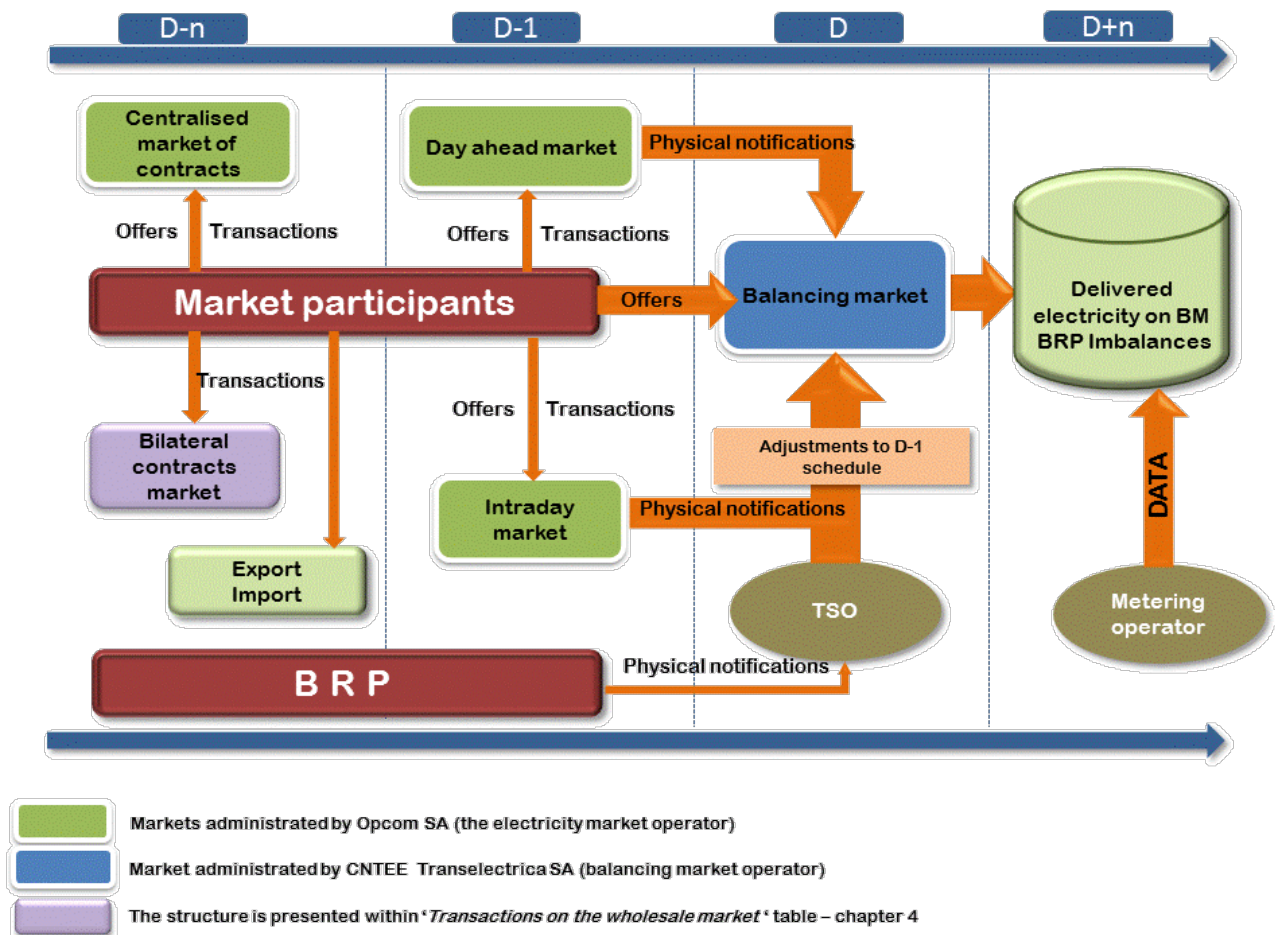 D-n
D-1
D
D+n
Centralised
market of
contracts
Day ahead market
Physical notifications
Offers
Transactions
Offers
Transactions
Market participants
Offers
Balancing market
Delivered
electricity on BM
BRP Imbalances
Transactions
Offers
Transactions
Bilateral
contracts
market
Adjustments to D-1
schedule
Intraday
market
Physical notifications
DATA
Export
Import
TSO
Metering
operator
B R P
Physical notifications
Markets administrated by Opcom SA (the electricity market operator)
Market administrated by CNTEE Transelectrica SA (balancing market operator)
The structure is presented within ‘Transactions on the wholesale market‘ table – chapter 4